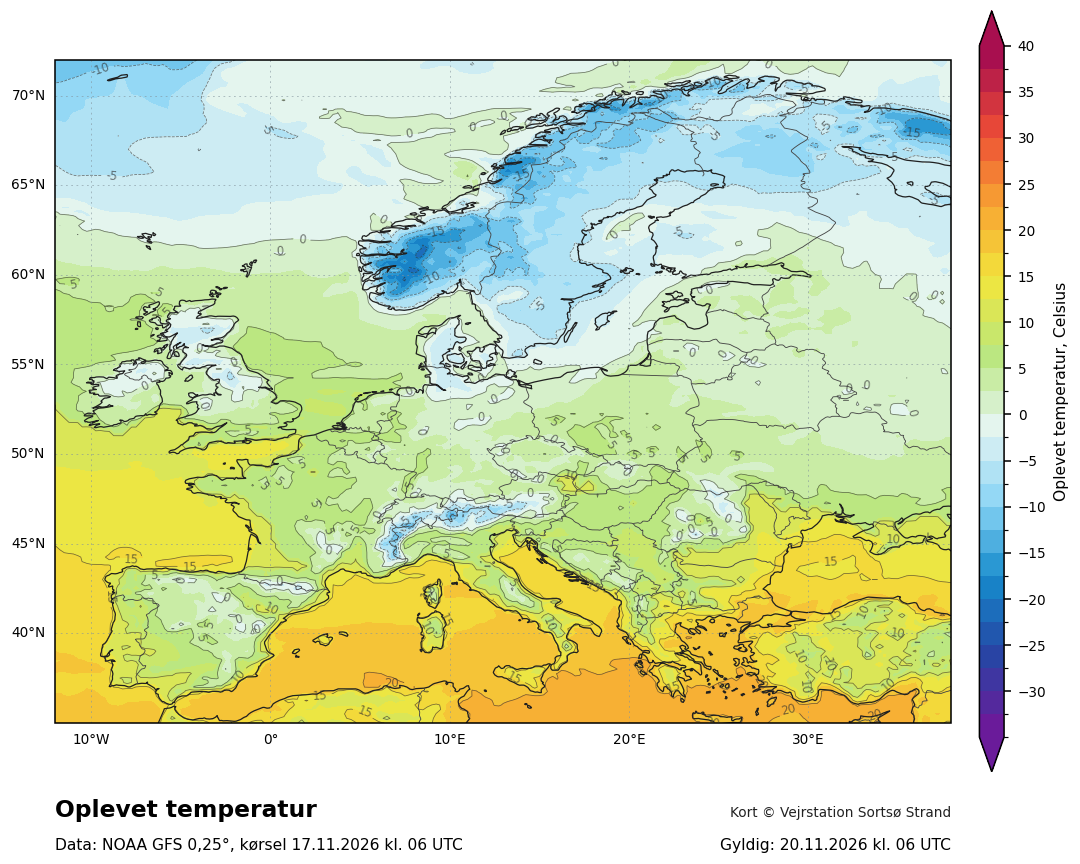 40
35
30
25
20
15
10
5
0
−5
−10
−15
−20
−25
−30
Oplevet temperatur, Celsius
70°N
65°N
60°N
55°N
50°N
45°N
40°N
10°W
0°
10°E
20°E
30°E
Oplevet temperatur
Kort © Vejrstation Sortsø Strand
Data: NOAA GFS 0,25°, kørsel 17.11.2026 kl. 06 UTC
Gyldig: 20.11.2026 kl. 06 UTC